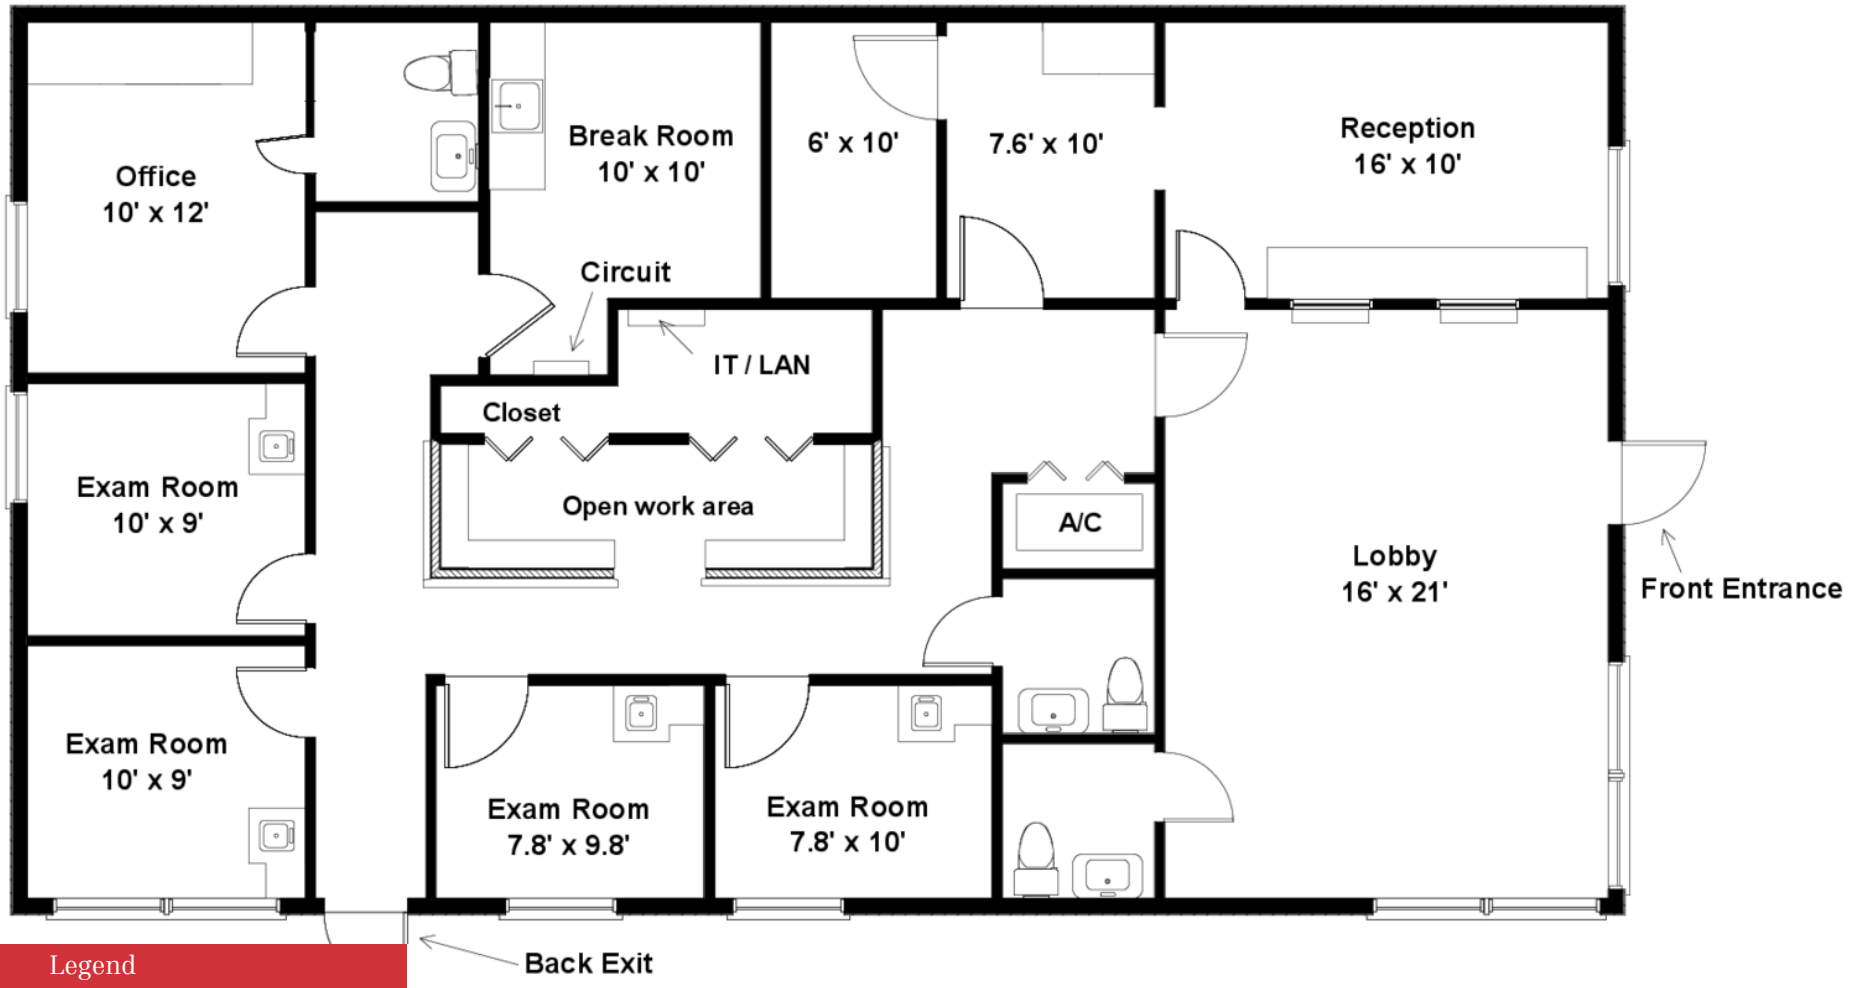 Office
10' x 12'
Break Room
10' x 10'
6' x 10'
7.6' x 10'
Reception
16' x 10'
Circuit
IT / LAN
Closet
Open work area
Exam Room
10' x 9'
A/C
Lobby
16' x 21'
Front Entrance
Exam Room
10' x 9'
Exam Room
7.8' x 9.8'
Exam Room
7.8' x 10'
Back Exit
Legend